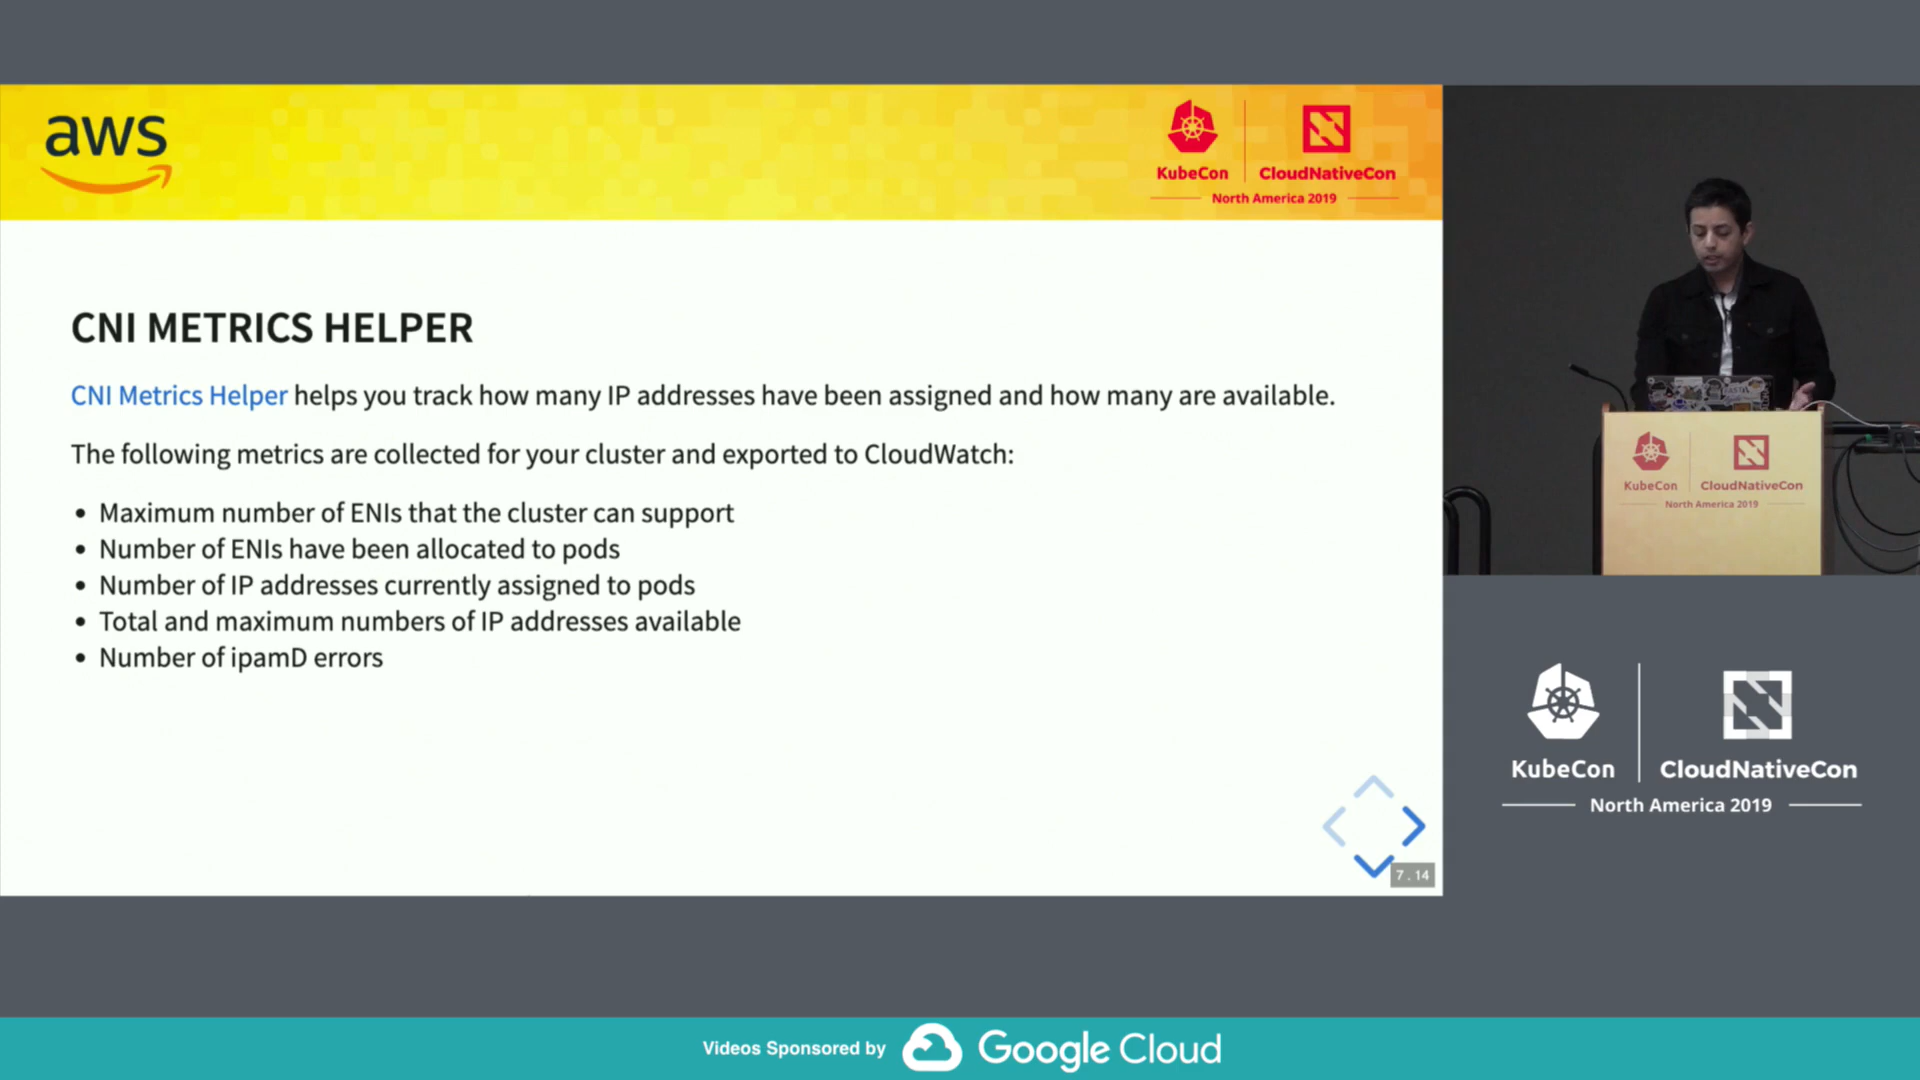 aws
KubeCon
CloudNativeCon
North America 2019
CNI METRICS HELPER
CNI Metrics Helper helps you track how many IP addresses have been assigned and how many are available.
The following metrics are collected for your cluster and exported to CloudWatch:
• Maximum number of ENIs that the cluster can support
• Number of ENIs have been allocated to pods
• Number of IP addresses currently assigned to pods
• Total and maximum numbers of IP addresses available
• Number of ipamD errors
7 . 14
KubeCon
CloudNativeCon
North America 2019
KubeCon
CloudNativeCon
North America 2019
Videos Sponsored by
Google Cloud